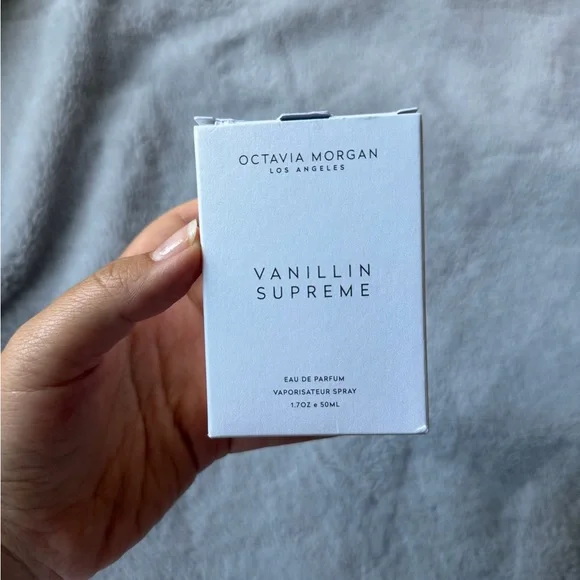 OCTAVIA MORGAN
LOS ANGELES
VANILLIN
SUPREME
EAU DE PARFUM
VAPORISATEUR SPRAY
1.7OZ e 50ML